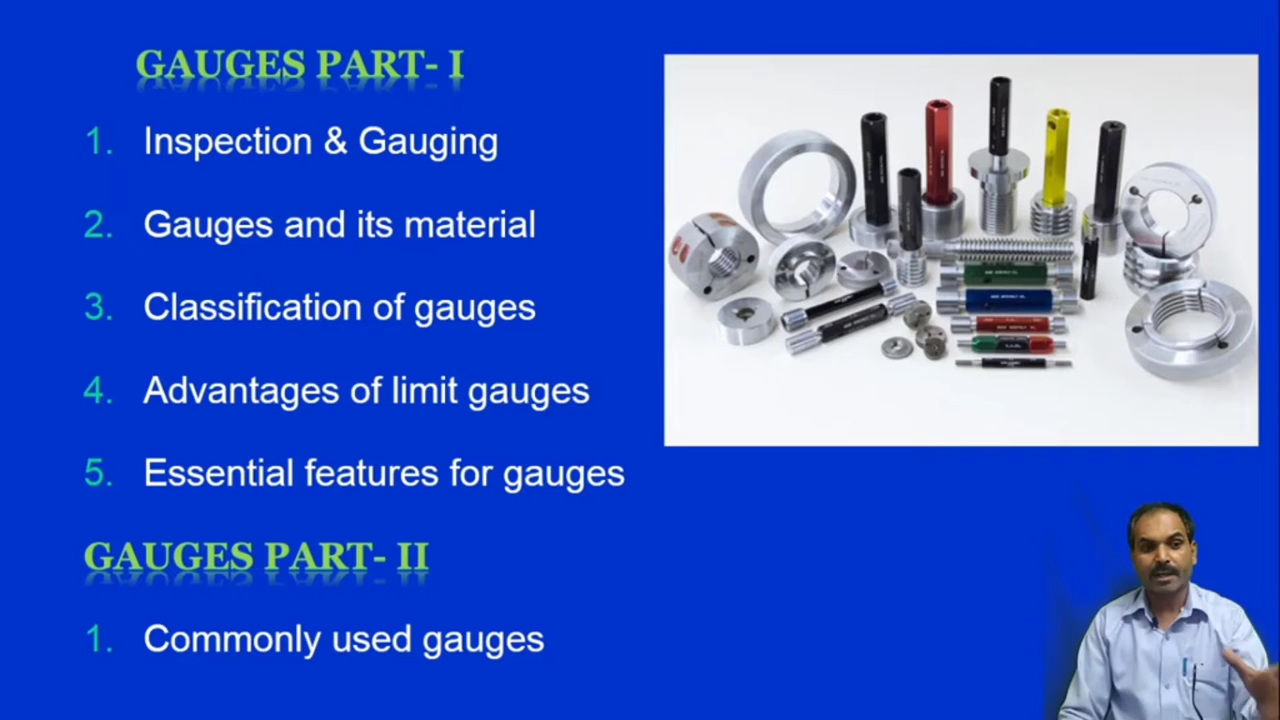 GAUGES PART- I
1. Inspection & Gauging
2. Gauges and its material
3. Classification of gauges
4. Advantages of limit gauges
5. Essential features for gauges
GAUGES PART- II
1. Commonly used gauges